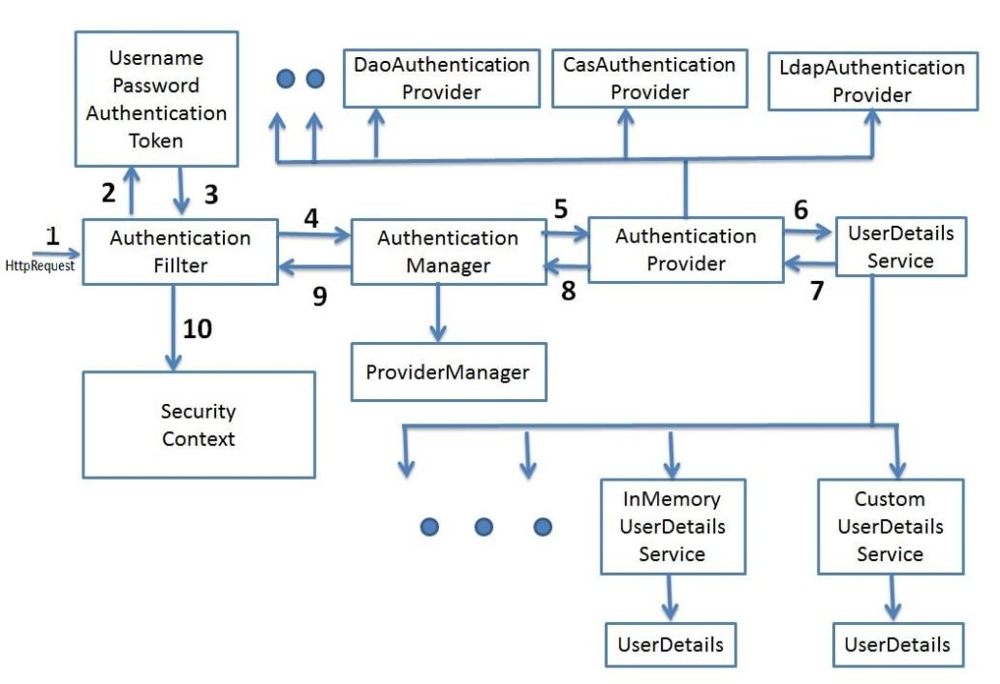 Username
Password
Authentication
Token
DaoAuthentication
Provider
CasAuthentication
Provider
LdapAuthentication
Provider
2
3
1
HttpRequest
Authentication
FIllter
4
9
Authentication
Manager
5
8
Authentication
Provider
6
7
UserDetails
Service
10
Security
Context
ProviderManager
InMemory
UserDetails
Service
Custom
UserDetails
Service
UserDetails
UserDetails